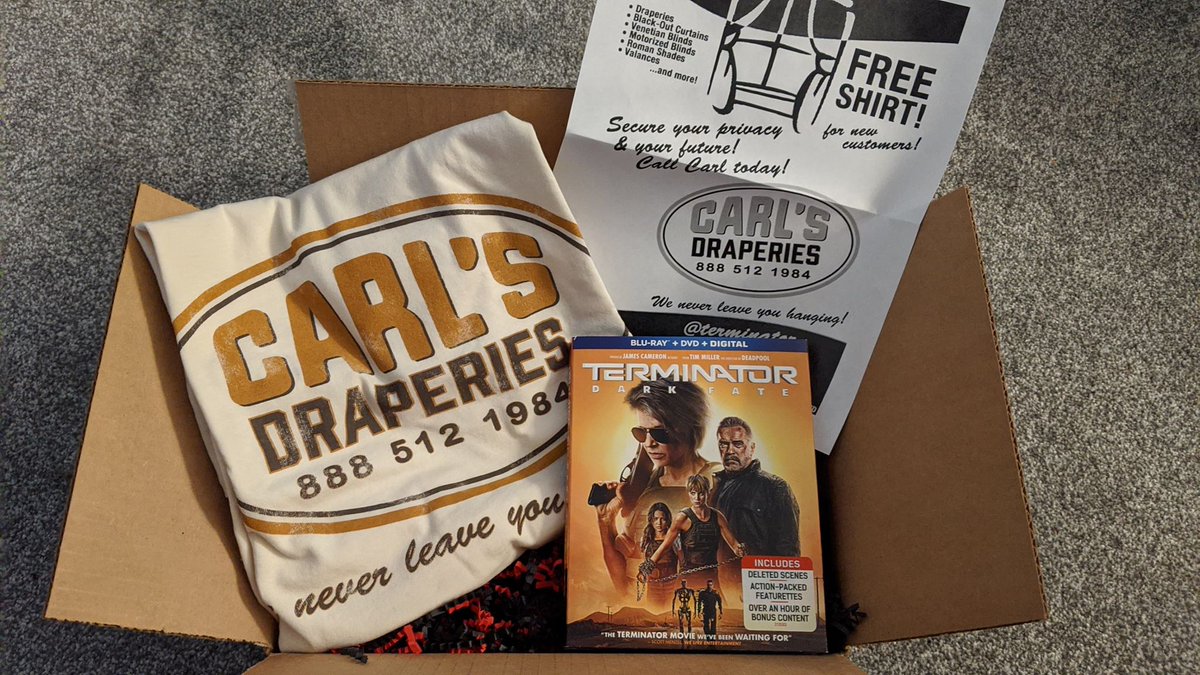 • Draperies
• Black-Out Curtains
• Venetian Blinds
• Motorized Blinds
• Roman Shades
• Valances
...and more!
FREE
SHIRT!
for new
customers!
Secure your privacy
& your future!
Call Carl today!
CARL'S
DRAPERIES
888 512 1984
We never leave you hanging!
@terminator
CARL'S
DRAPERIES
888 512 1984
never leave you
BLU-RAY + DVD + DIGITAL
JAMES CAMERON
TIM MILLER
DEADPOOL
TERMINATOR
DARK FATE
INCLUDES
DELETED SCENES
ACTION-PACKED
FEATURETTES
OVER AN HOUR OF
BONUS CONTENT
"THE TERMINATOR MOVIE WE'VE BEEN WAITING FOR"